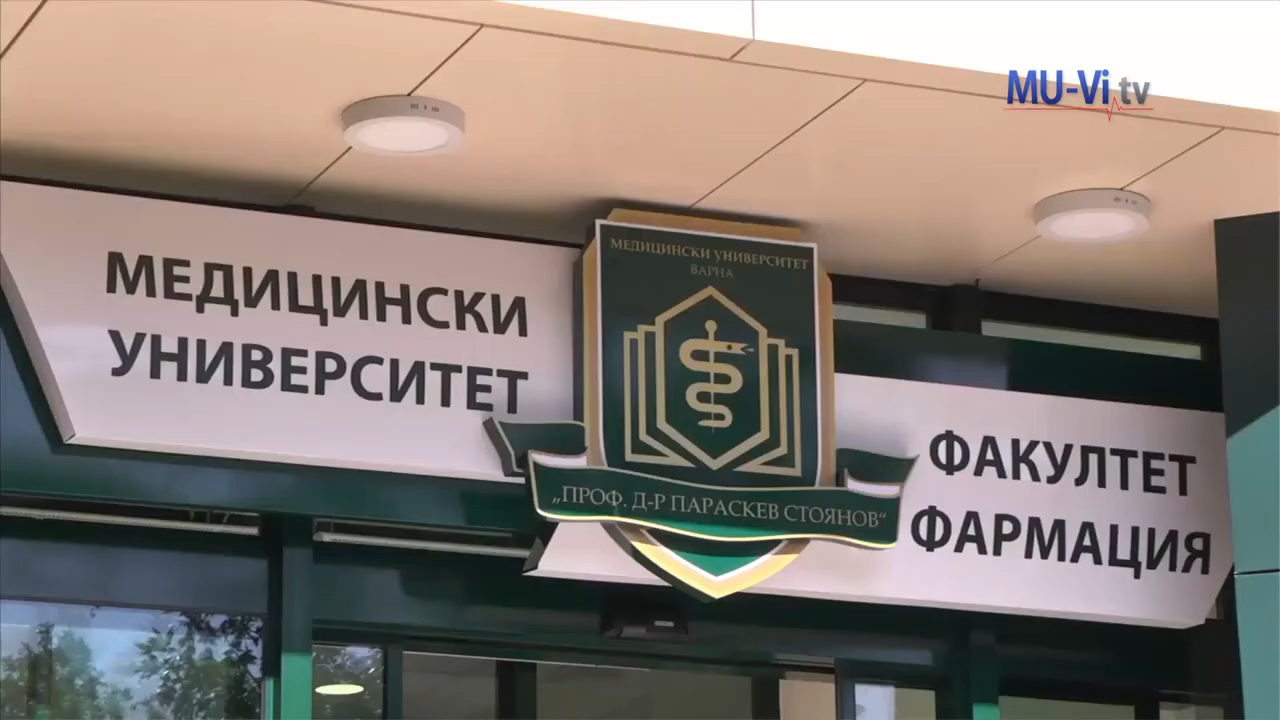 MU-Vi.tv
МЕДИЦИНСКИ
УНИВЕРСИТЕТ
МЕДИЦИНСКИ УНИВЕРСИТЕТ
ВАРНА
„ПРОФ. Д-Р ПАРАСКЕВ СТОЯНОВ“
ФАКУЛТЕТ
ФАРМАЦИЯ